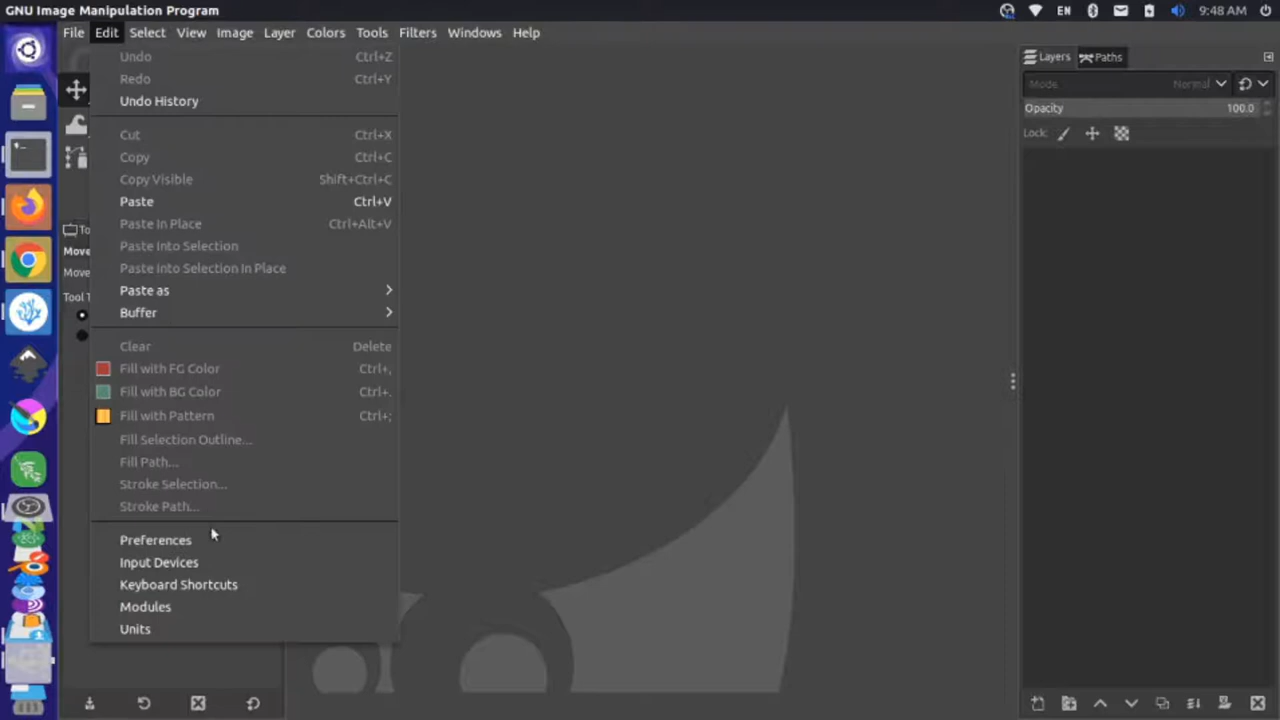 GNU Image Manipulation Program
EN
9:48 AM
File Edit Select View Image Layer Colors Tools Filters Windows Help
Undo Ctrl+Z
Redo Ctrl+Y
Undo History
Cut Ctrl+X
Copy Ctrl+C
Copy Visible Shift+Ctrl+C
Paste Ctrl+V
Paste In Place Ctrl+Alt+V
Paste Into Selection
Paste Into Selection In Place
Paste as
Buffer
Clear Delete
Fill with FG Color Ctrl+,
Fill with BG Color Ctrl+.
Fill with Pattern Ctrl+;
Fill Selection Outline...
Fill Path...
Stroke Selection...
Stroke Path...
Preferences
Input Devices
Keyboard Shortcuts
Modules
Units
To
Move
Move
Tool T
Layers Paths
Mode Normal
Opacity 100.0
Lock: